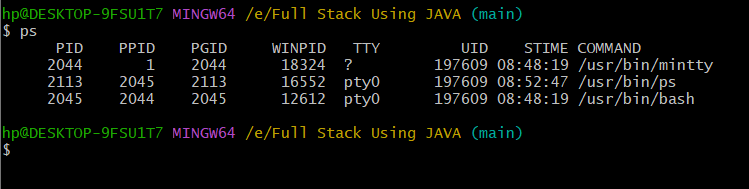 hp@DESKTOP-9FSU1T7 MINGW64 /e/Full Stack Using JAVA (main)
$ ps
      PID    PPID    PGID     WINPID   TTY         UID    STIME COMMAND
     2044       1    2044      18324  ?         197609 08:48:19 /usr/bin/mintty
     2113    2045    2113      16552  pty0      197609 08:52:47 /usr/bin/ps
     2045    2044    2045      12612  pty0      197609 08:48:19 /usr/bin/bash
hp@DESKTOP-9FSU1T7 MINGW64 /e/Full Stack Using JAVA (main)
$